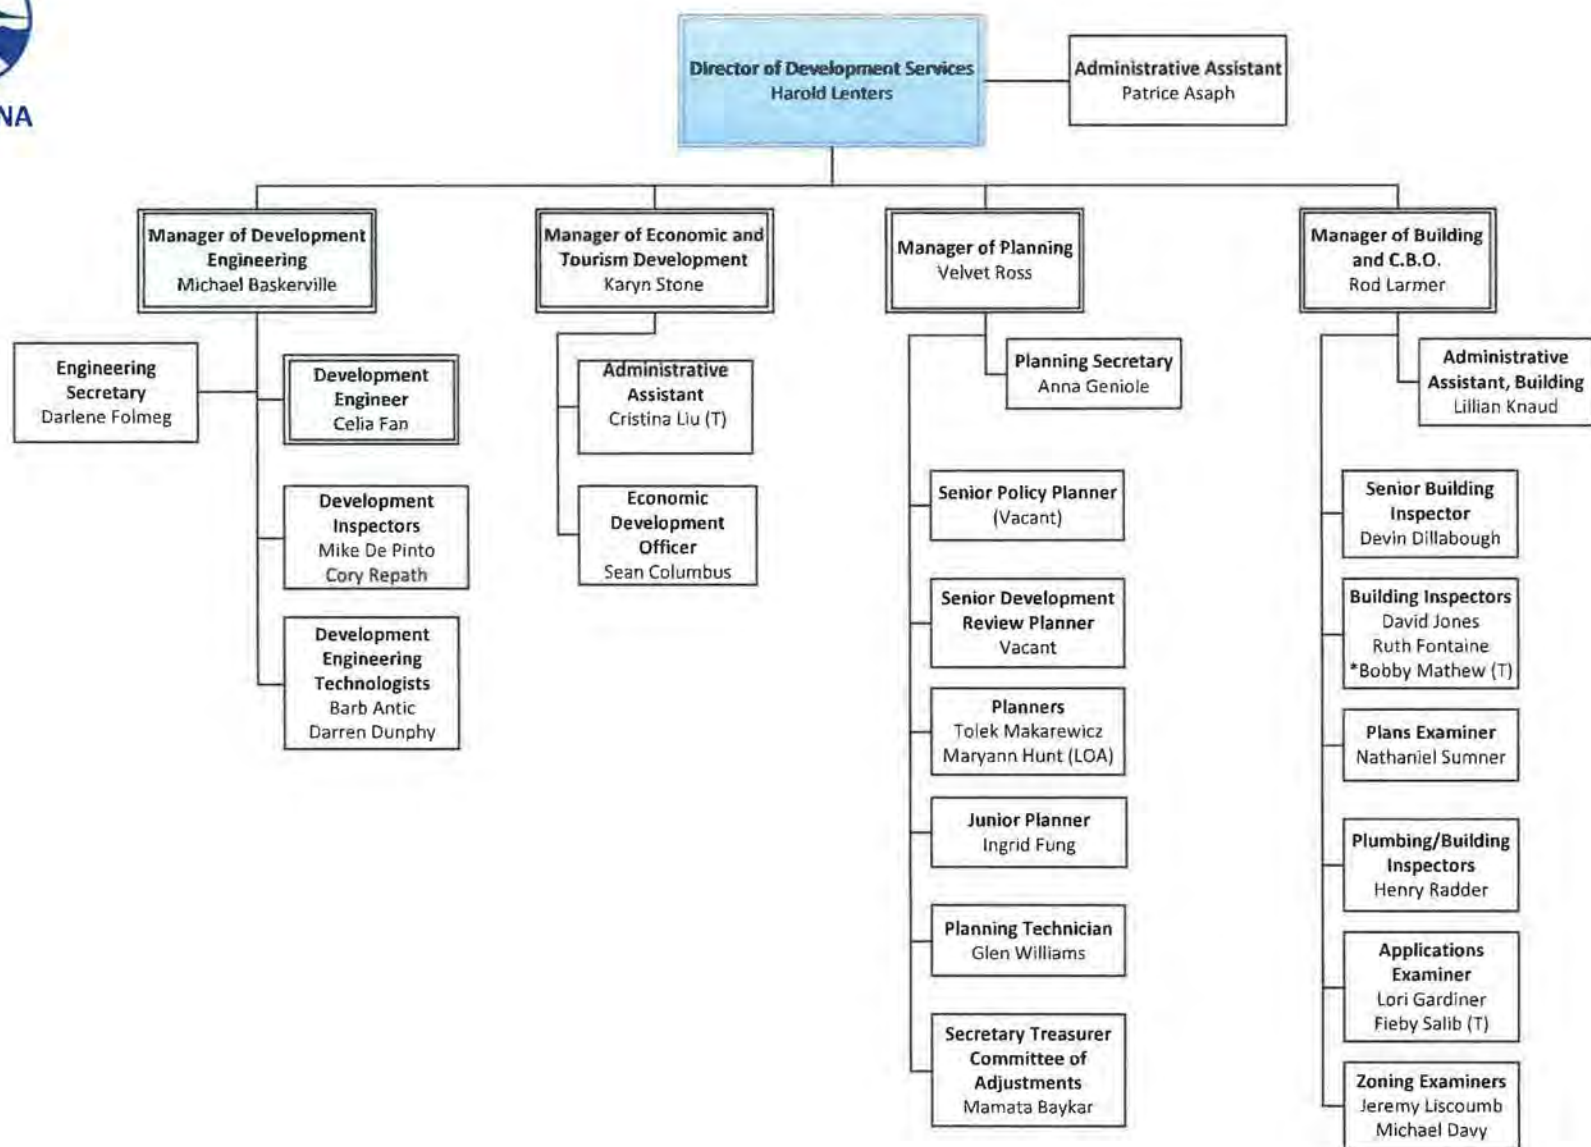 NA
Director of Development Services
Harold Lenters
Administrative Assistant
Patrice Asaph
Manager of Development
Engineering
Michael Baskerville
Manager of Economic and
Tourism Development
Karyn Stone
Manager of Planning
Velvet Ross
Manager of Building
and C.B.O.
Rod Larmer
Engineering
Secretary
Darlene Folmeg
Development
Engineer
Celia Fan
Development
Inspectors
Mike De Pinto
Cory Repath
Development
Engineering
Technologists
Barb Antic
Darren Dunphy
Administrative
Assistant
Cristina Liu (T)
Economic
Development
Officer
Sean Columbus
Planning Secretary
Anna Geniole
Senior Policy Planner
(Vacant)
Senior Development
Review Planner
Vacant
Planners
Tolek Makarewicz
Maryann Hunt (LOA)
Junior Planner
Ingrid Fung
Planning Technician
Glen Williams
Secretary Treasurer
Committee of
Adjustments
Mamata Baykar
Administrative
Assistant, Building
Lillian Knaud
Senior Building
Inspector
Devin Dillabough
Building Inspectors
David Jones
Ruth Fontaine
*Bobby Mathew (T)
Plans Examiner
Nathaniel Sumner
Plumbing/Building
Inspectors
Henry Radder
Applications
Examiner
Lori Gardiner
Fieby Salib (T)
Zoning Examiners
Jeremy Liscoumb
Michael Davy